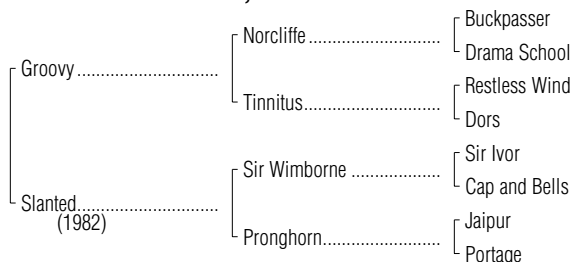 Buckpasser
Norcliffe ........................................
Drama School
Groovy ...........................................
Restless Wind
Tinnitus..........................................
Dors
Sir Ivor
Sir Wimborne ..........................
Cap and Bells
Slanted...........................................
(1982)
Jaipur
Pronghorn...................................
Portage